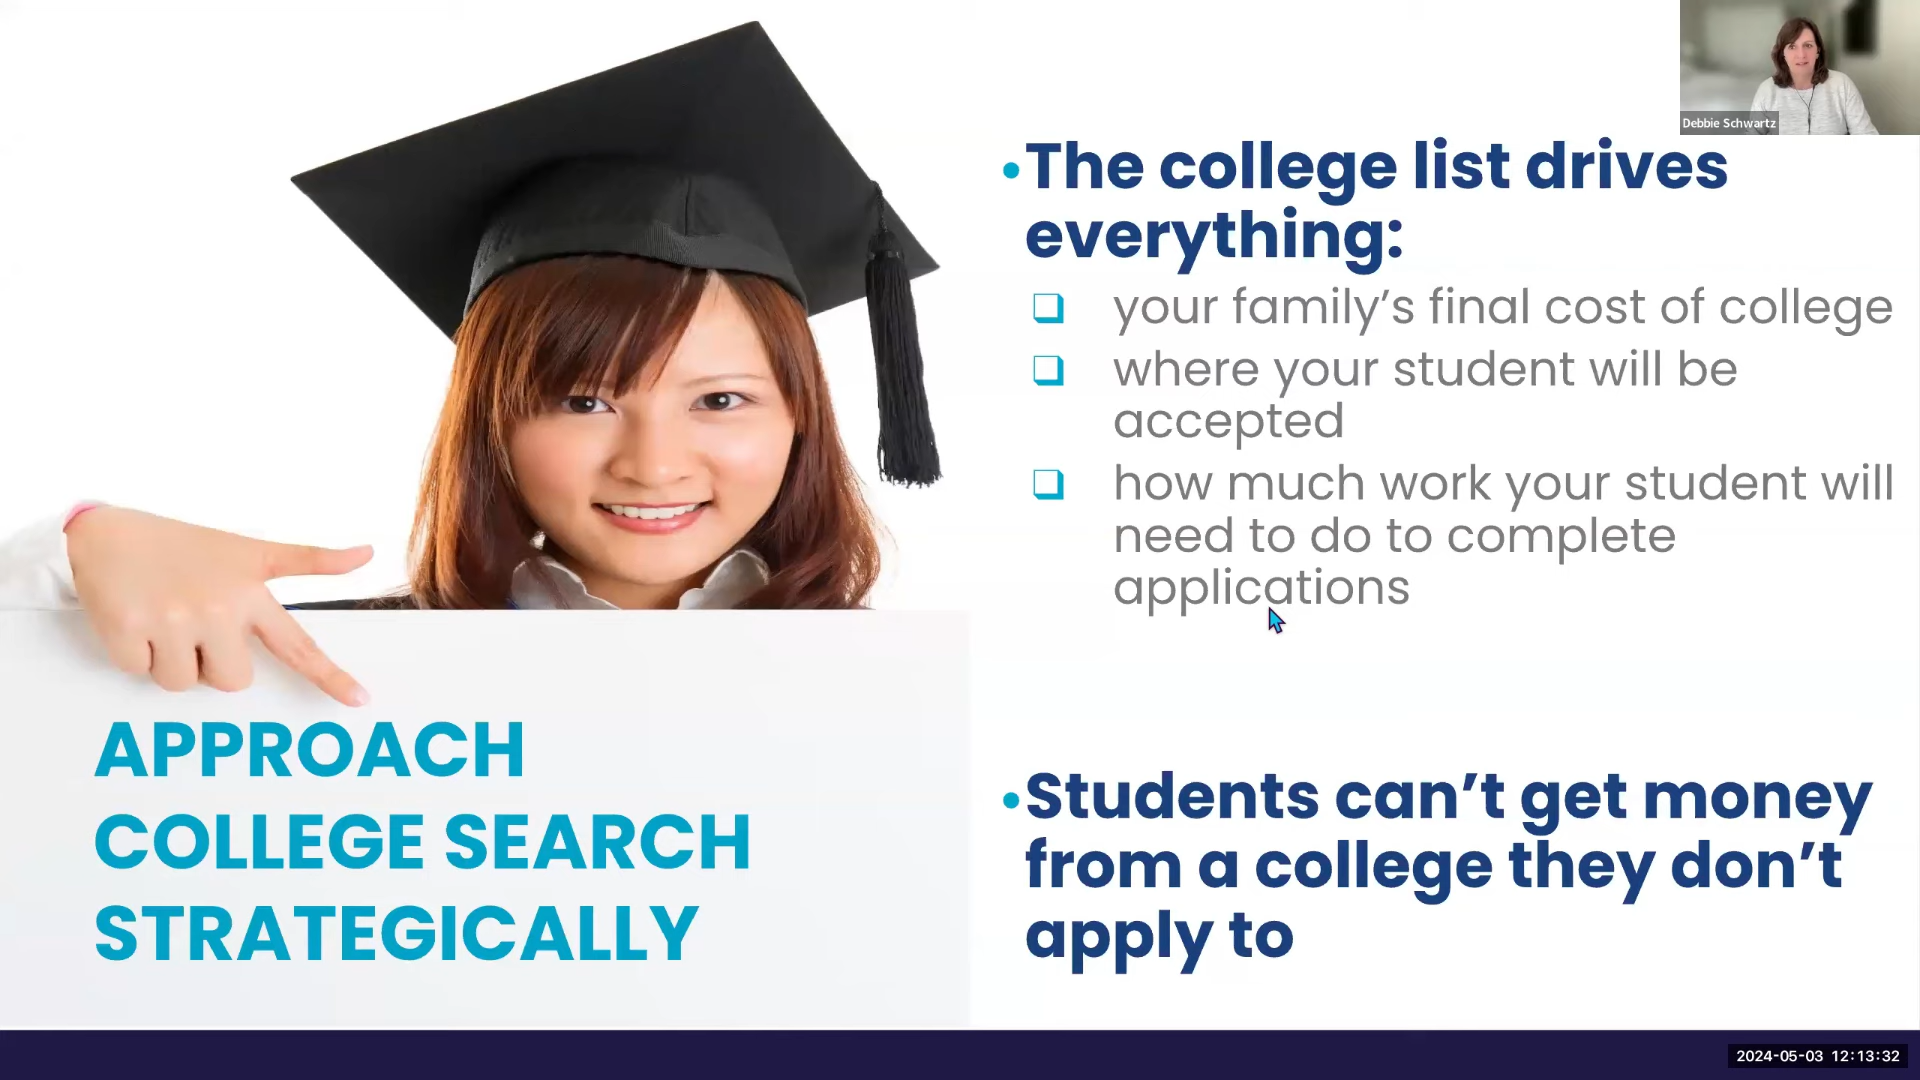 Debbie Schwartz
•The college list drives
everything:
❏ your family’s final cost of college
❏ where your student will be
accepted
❏ how much work your student will
need to do to complete
applications
•Students can’t get money
from a college they don’t
apply to
APPROACH
COLLEGE SEARCH
STRATEGICALLY
2024-05-03 12:13:32